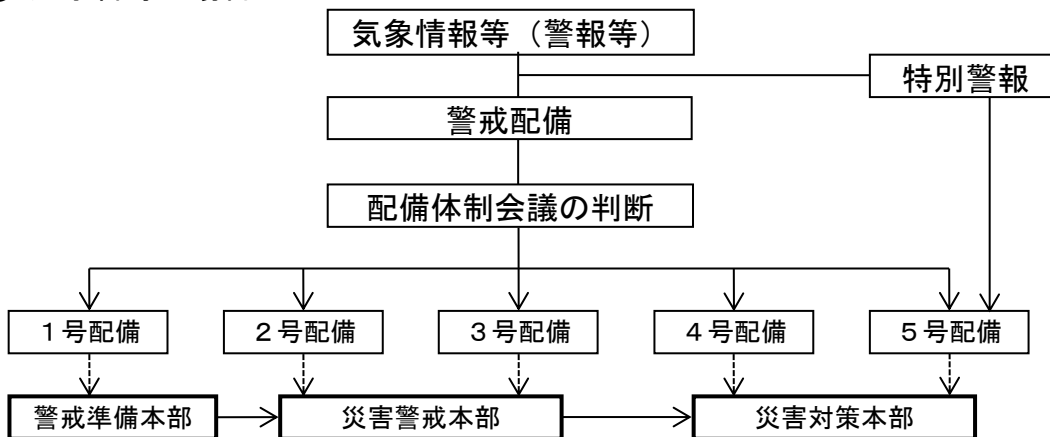 気象情報等（警報等）
特別警報
警戒配備
配備体制会議の判断
１号配備
２号配備
３号配備
４号配備
５号配備
警戒準備本部
災害警戒本部
災害対策本部